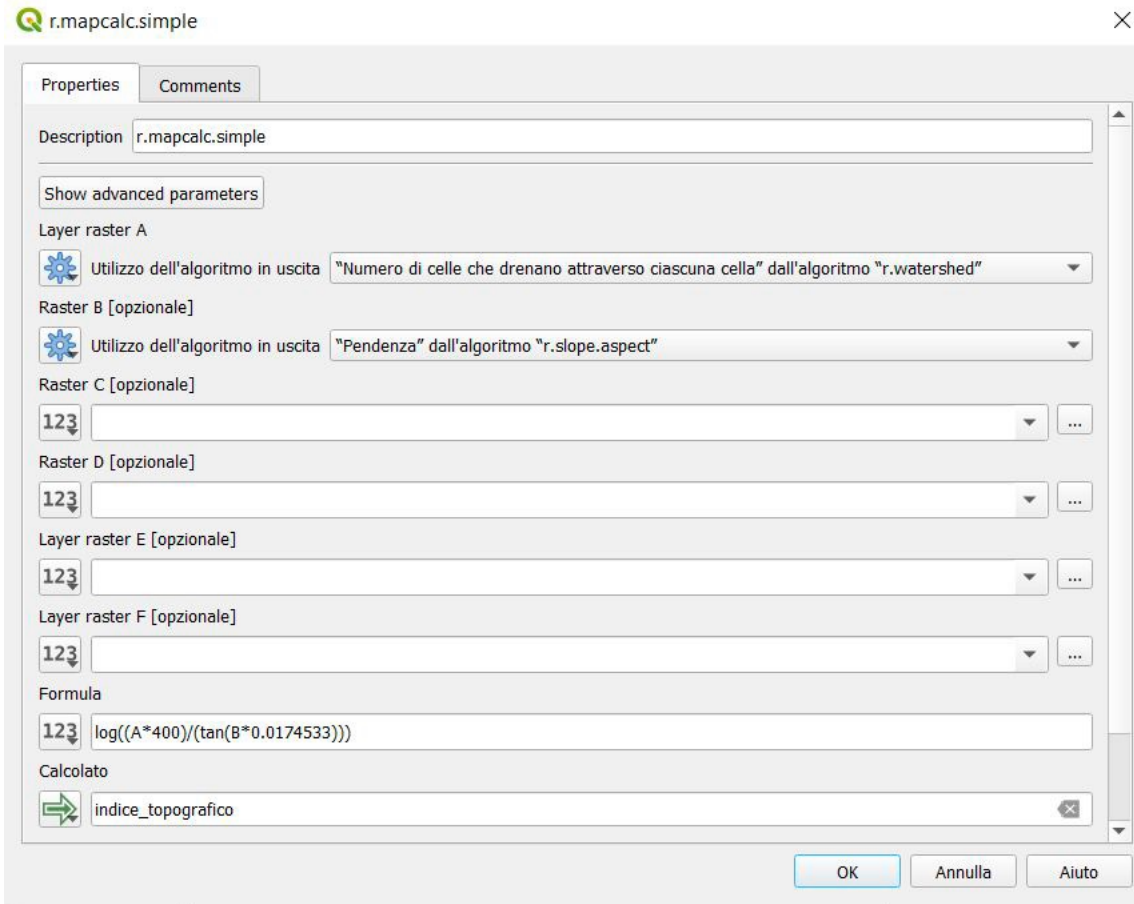 r.mapcalc.simple
Properties Comments
Description r.mapcalc.simple
Show advanced parameters
Layer raster A
Utilizzo dell'algoritmo in uscita "Numero di celle che drenano attraverso ciascuna cella" dall'algoritmo "r.watershed"
Raster B [opzionale]
Utilizzo dell'algoritmo in uscita "Pendenza" dall'algoritmo "r.slope.aspect"
Raster C [opzionale]
123 ...
Raster D [opzionale]
123 ...
Layer raster E [opzionale]
123 ...
Layer raster F [opzionale]
123 ...
Formula
123 log((A*400)/(tan(B*0.0174533)))
Calcolato
indice_topografico
OK Annulla Aiuto